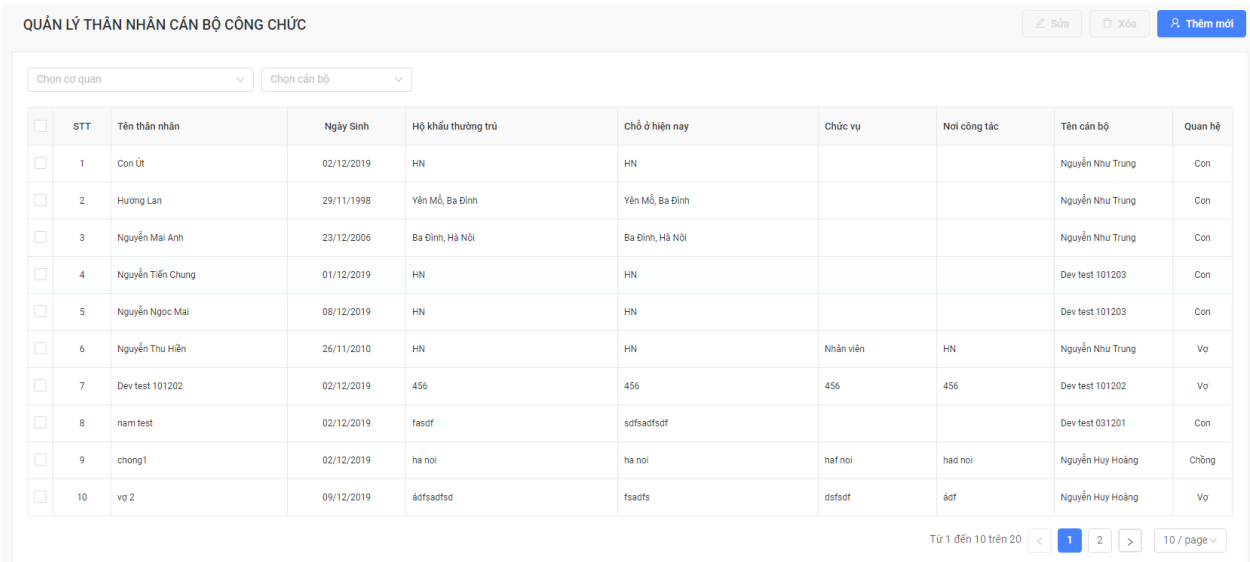 QUẢN LÝ THÂN NHÂN CÁN BỘ CÔNG CHỨC Sửa Xóa Thêm mới
Chọn cơ quan Chọn cán bộ
STT Tên thân nhân Ngày Sinh Hộ khẩu thường trú Chỗ ở hiện nay Chức vụ Nơi công tác Tên cán bộ Quan hệ
1 Con Út 02/12/2019 HN HN Nguyễn Như Trung Con
2 Hương Lan 29/11/1998 Yên Mỗ, Ba Đình Yên Mỗ, Ba Đình Nguyễn Như Trung Con
3 Nguyễn Mai Anh 23/12/2006 Ba Đình, Hà Nội Ba Đình, Hà Nội Nguyễn Như Trung Con
4 Nguyễn Tiến Chung 01/12/2019 HN HN Dev test 101203 Con
5 Nguyễn Ngọc Mai 08/12/2019 HN HN Dev test 101203 Con
6 Nguyễn Thu Hiền 26/11/2010 HN HN Nhân viên HN Nguyễn Như Trung Vợ
7 Dev test 101202 02/12/2019 456 456 456 456 Dev test 101202 Vợ
8 nam test 02/12/2019 fasdf sdfsadfsdf Dev test 031201 Con
9 chong1 02/12/2019 ha noi ha noi haf noi had noi Nguyễn Huy Hoàng Chồng
10 vợ 2 09/12/2019 ádfsadfsd fsadfs dsfsdf ádf Nguyễn Huy Hoàng Vợ
Từ 1 đến 10 trên 20 < 1 2 > 10 / page